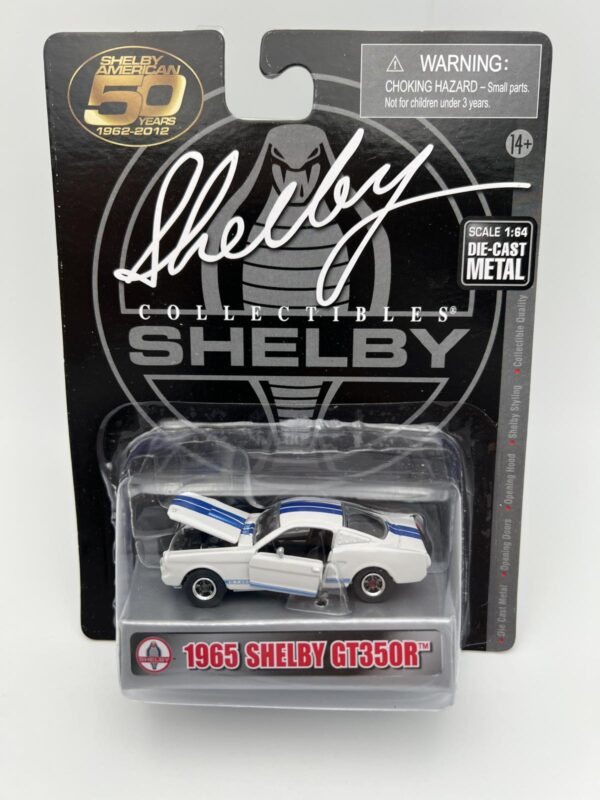 SHELBY
AMERICAN
50
YEARS
1962-2012
WARNING:
CHOKING HAZARD – Small parts.
Not for children under 3 years.
14+
Shelby
SCALE 1:64
DIE-CAST
METAL
COLLECTIBLES®
SHELBY
• Die Cast Metal • Opening Doors • Opening Hood • Shelby Styling • Collectible Quality
SHELBY
1965 SHELBY GT350R™